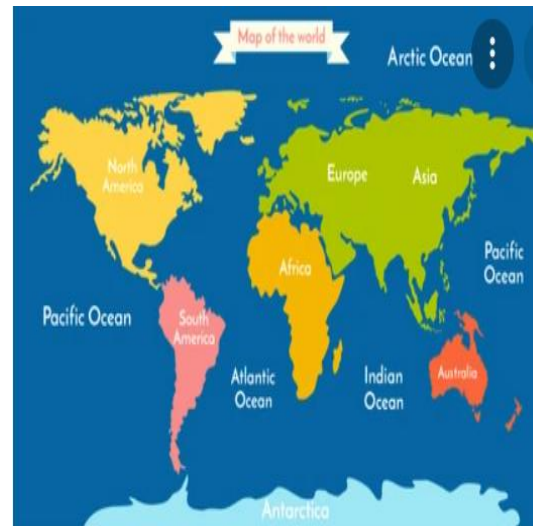 Map of the world
Arctic Ocean
North
America
Europe
Asia
Africa
Pacific
Ocean
Pacific Ocean
South
America
Atlantic
Ocean
Indian
Ocean
Australia
Antarctica